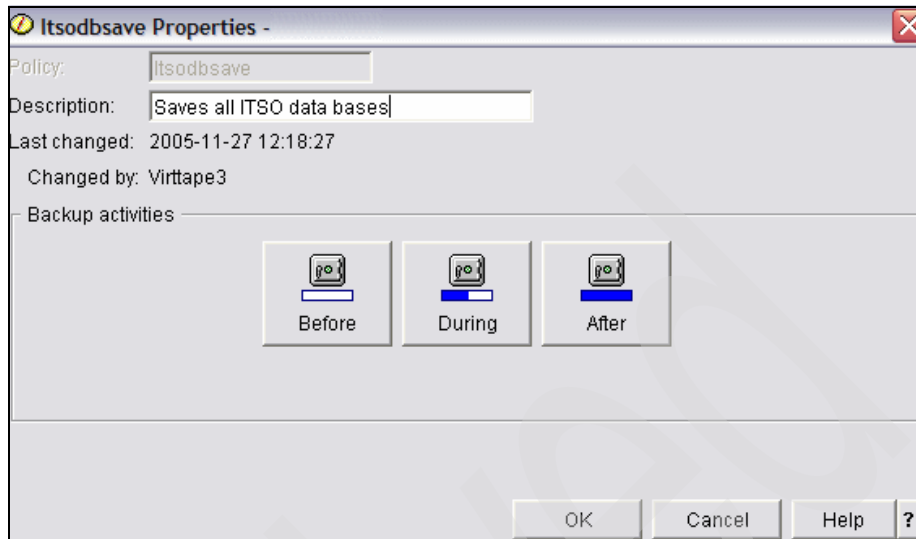 Itsodbsave Properties -
Policy: Itsodbsave
Description: Saves all ITSO data bases
Last changed: 2005-11-27 12:18:27
Changed by: Virttape3
Backup activities
Before During After
OK Cancel Help ?